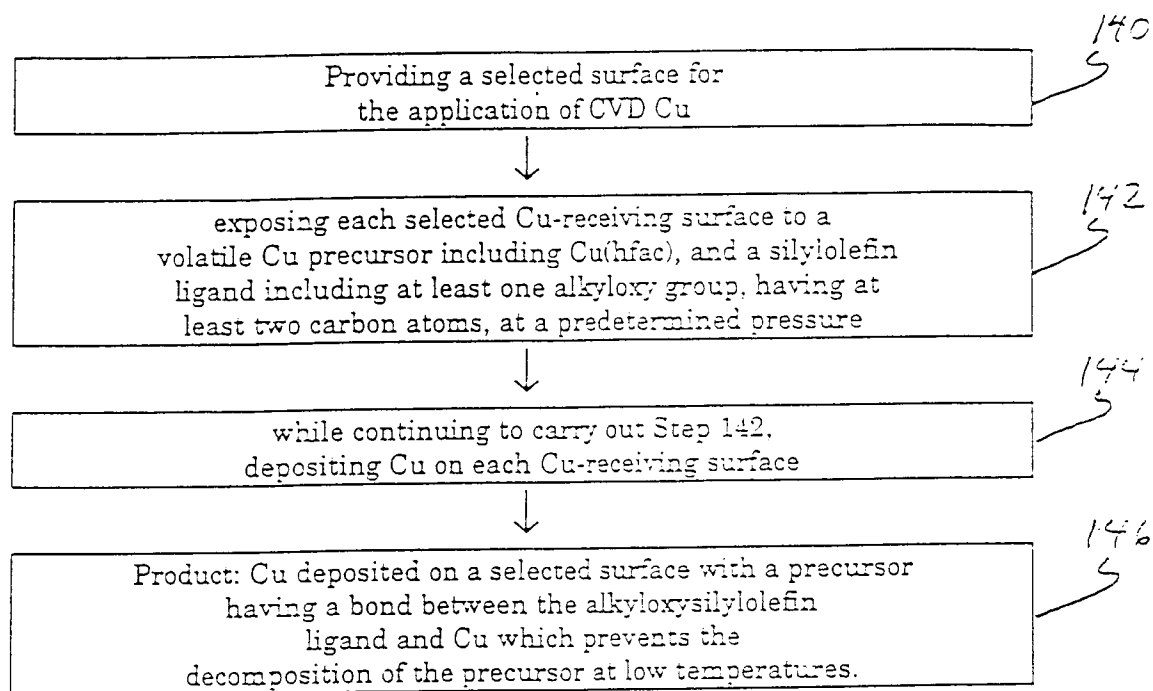 140
Providing a selected surface for
the application of CVD Cu
142
exposing each selected Cu-receiving surface to a
volatile Cu precursor including Cu(hfac), and a silylolefin
ligand including at least one alkyloxy group, having at
least two carbon atoms, at a predetermined pressure
144
while continuing to carry out Step 142,
depositing Cu on each Cu-receiving surface
146
Product: Cu deposited on a selected surface with a precursor
having a bond between the alkyloxysilylolefin
ligand and Cu which prevents the
decomposition of the precursor at low temperatures.